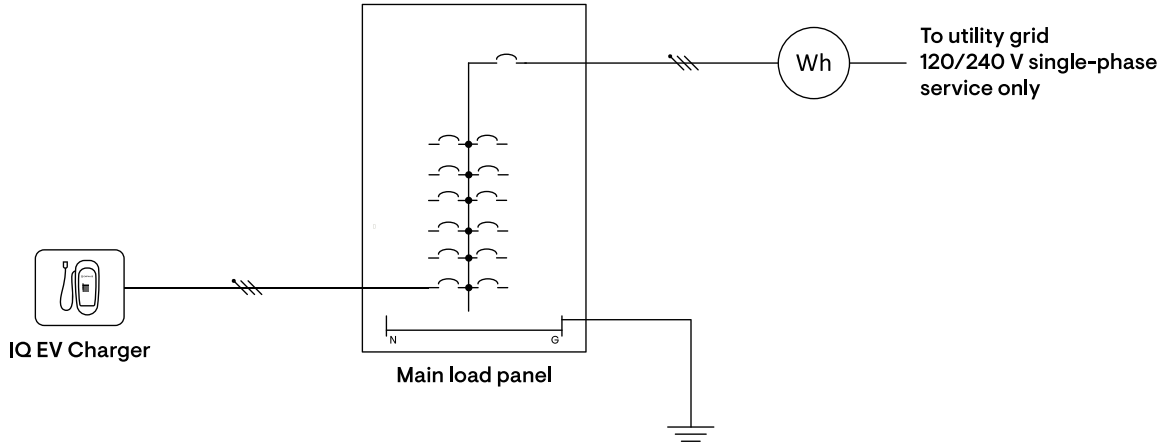 To utility grid
120/240 V single-phase
service only
Wh
IQ EV Charger
N
G
Main load panel